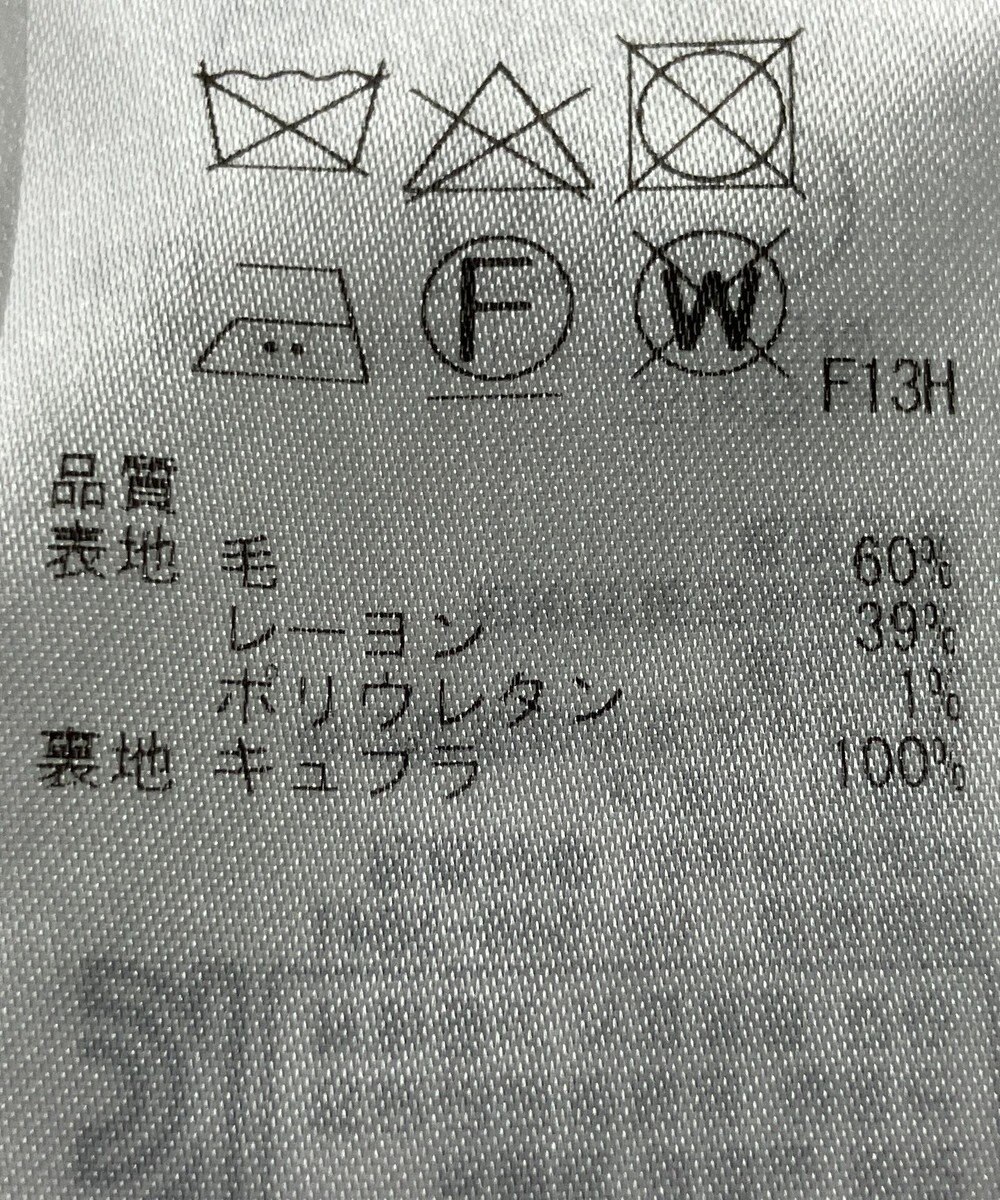 F W
F13H
品質
表地 毛 60%
レーヨン 39%
ポリウレタン 1%
裏地 キュプラ 100%